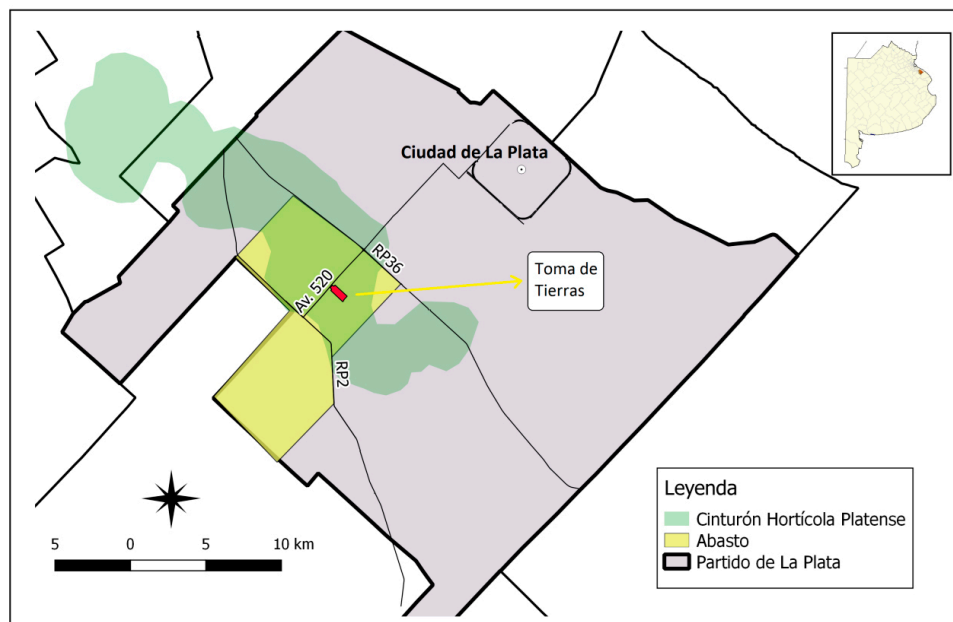 Ciudad de La Plata
RP36
Av. 520
Toma de
Tierras
RP2
Leyenda
Cinturón Hortícola Platense
Abasto
Partido de La Plata
5 0 5 10 km